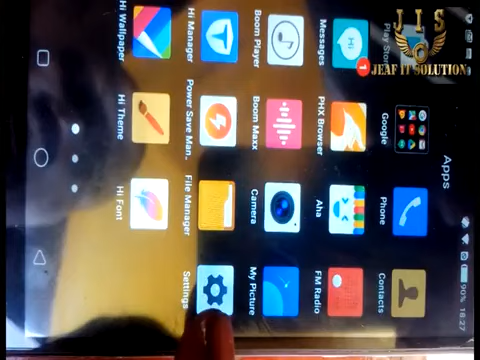 JIS
JEAF IT SOLUTION
90% 18:27
Apps
Play Store
Google
Phone
Contacts
1
Hi
Messages
PHX Browser
Aha
FM Radio
Boom Player
Boom Maxx
Camera
My Picture
Hi Manager
Power Save Man..
File Manager
Settings
Hi Wallpaper
Hi Theme
Hi Font